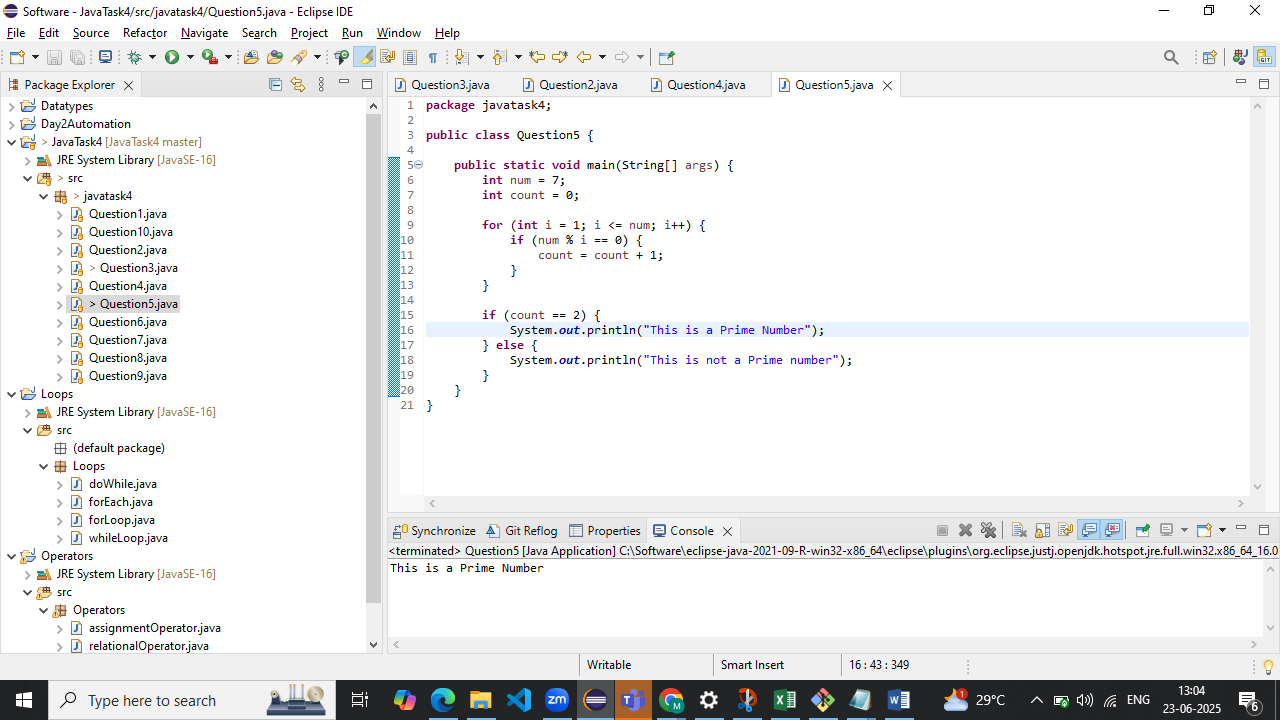 Software - JavaTask4/src/javatask4/Question5.java - Eclipse IDE
File Edit Source Refactor Navigate Search Project Run Window Help
Package Explorer
Datatypes
Day2Automation
> JavaTask4 [JavaTask4 master]
JRE System Library [JavaSE-16]
> src
> javatask4
Question1.java
Question10.java
Question2.java
> Question3.java
Question4.java
> Question5.java
Question6.java
Question7.java
Question8.java
Question9.java
Loops
JRE System Library [JavaSE-16]
src
(default package)
Loops
doWhile.java
forEach.java
forLoop.java
whileLoop.java
Operators
JRE System Library [JavaSE-16]
src
Operators
assignmentOperator.java
relationalOperator.java
Question3.java Question2.java Question4.java Question5.java
1 package javatask4;
2
3 public class Question5 {
4
5 public static void main(String[] args) {
6 int num = 7;
7 int count = 0;
8
9 for (int i = 1; i <= num; i++) {
10 if (num % i == 0) {
11 count = count + 1;
12 }
13 }
14
15 if (count == 2) {
16 System.out.println("This is a Prime Number");
17 } else {
18 System.out.println("This is not a Prime number");
19 }
20 }
21 }
Synchronize Git Reflog Properties Console
<terminated> Question5 [Java Application] C:\Software\eclipse-java-2021-09-R-win32-x86_64\eclipse\plugins\org.eclipse.justj.openjdk.hotspot.jre.full.win32.x86_64_16.0
This is a Prime Number
Writable Smart Insert 16 : 43 : 349
Type here to search
29°C ENG 13:04
23-06-2025